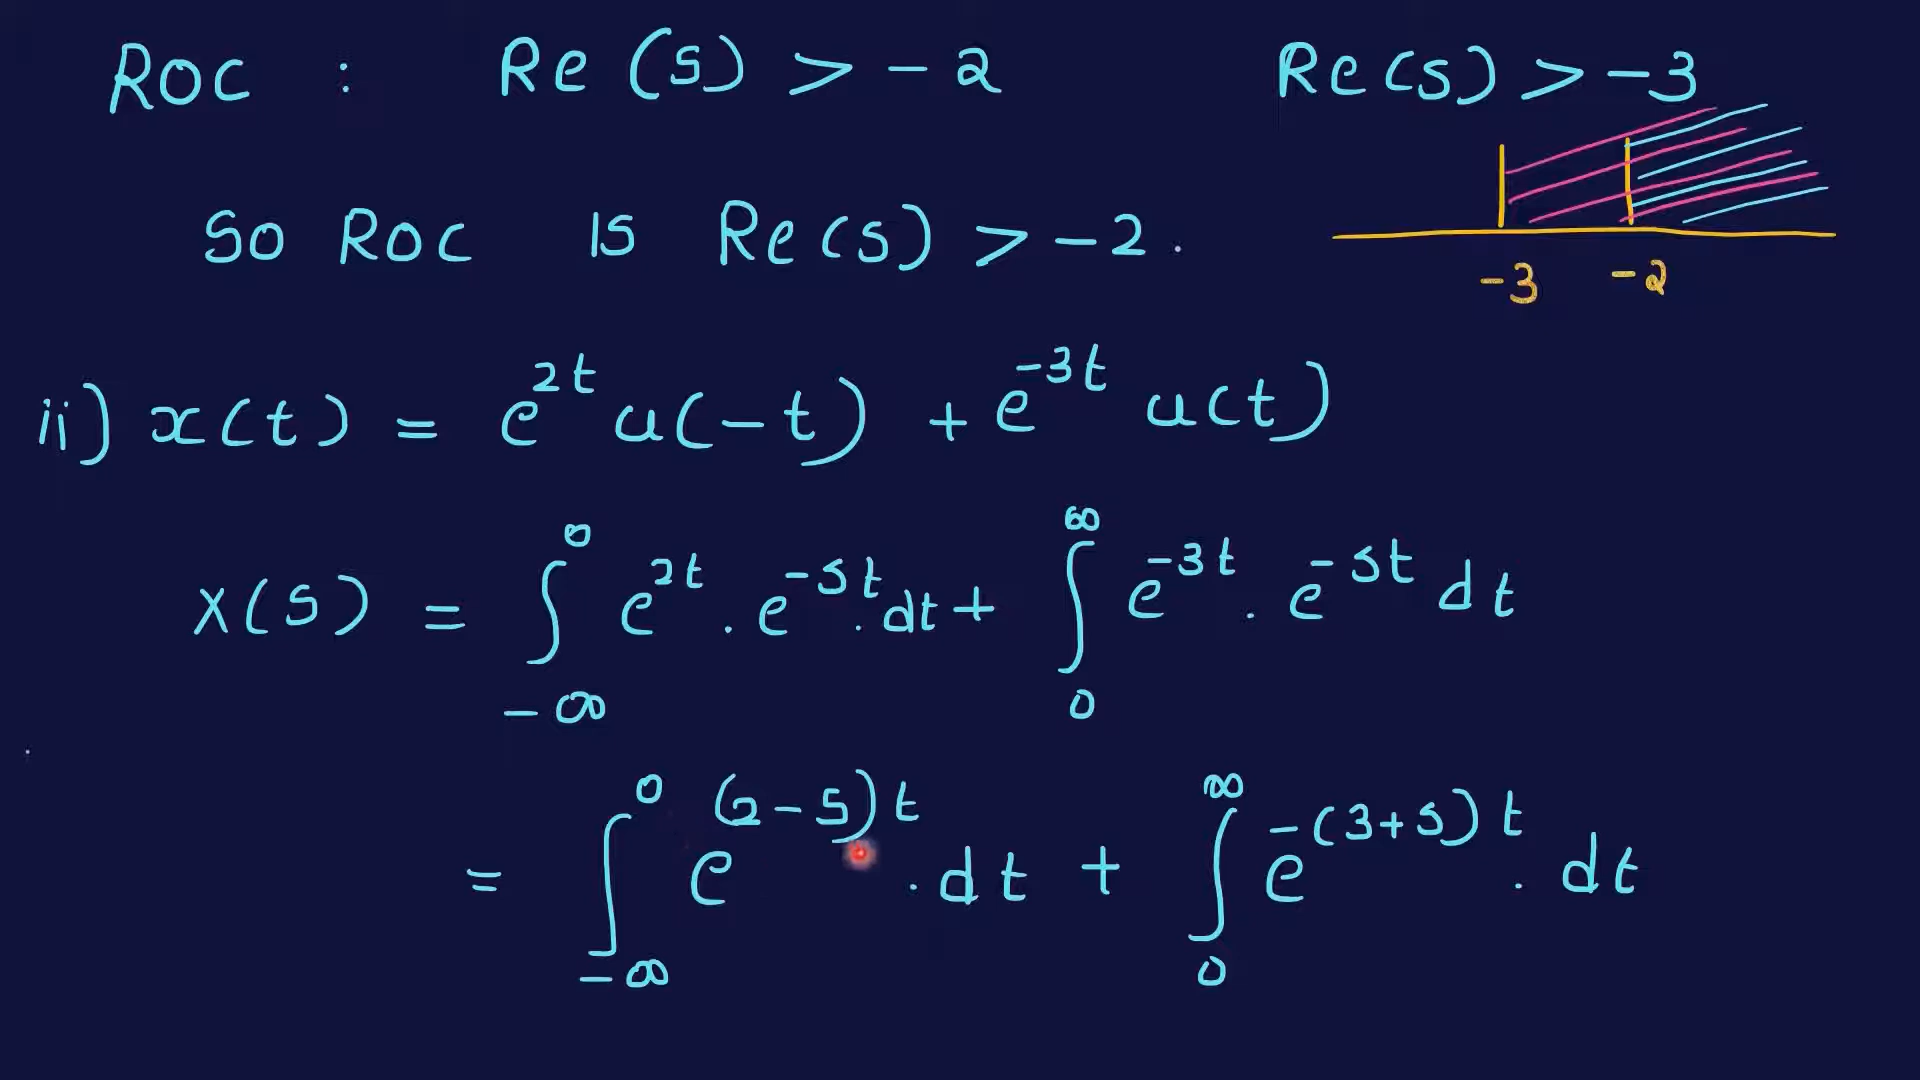 ROC : Re(s) > -2 Re(s) > -3
So ROC is Re(s) > -2.
-3 -2
ii) x(t) = e^{2t} u(-t) + e^{-3t} u(t)
X(s) = ∫_{-∞}^{0} e^{2t} . e^{-st} . dt + ∫_{0}^{∞} e^{-3t} . e^{-st} dt
= ∫_{-∞}^{0} e^{(2-s)t} . dt + ∫_{0}^{∞} e^{-(3+s)t} . dt